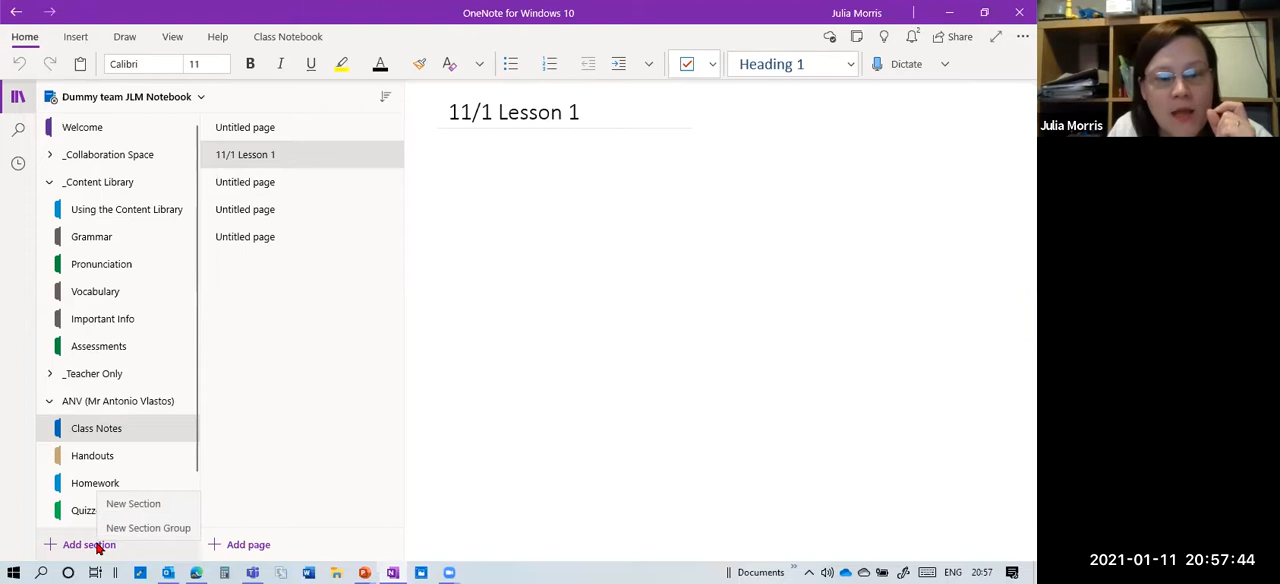 OneNote for Windows 10
Julia Morris
Home
Insert
Draw
View
Help
Class Notebook
Share
Calibri
11
B
I
U
A
A
Heading 1
Dictate
Dummy team JLM Notebook
Welcome
_Collaboration Space
_Content Library
Using the Content Library
Grammar
Pronunciation
Vocabulary
Important Info
Assessments
_Teacher Only
ANV (Mr Antonio Vlastos)
Class Notes
Handouts
Homework
Quizz
New Section
New Section Group
Add section
Untitled page
11/1 Lesson 1
Untitled page
Untitled page
Untitled page
Add page
11/1 Lesson 1
Julia Morris
2021-01-11 20:57:44
Documents
ENG
20:57